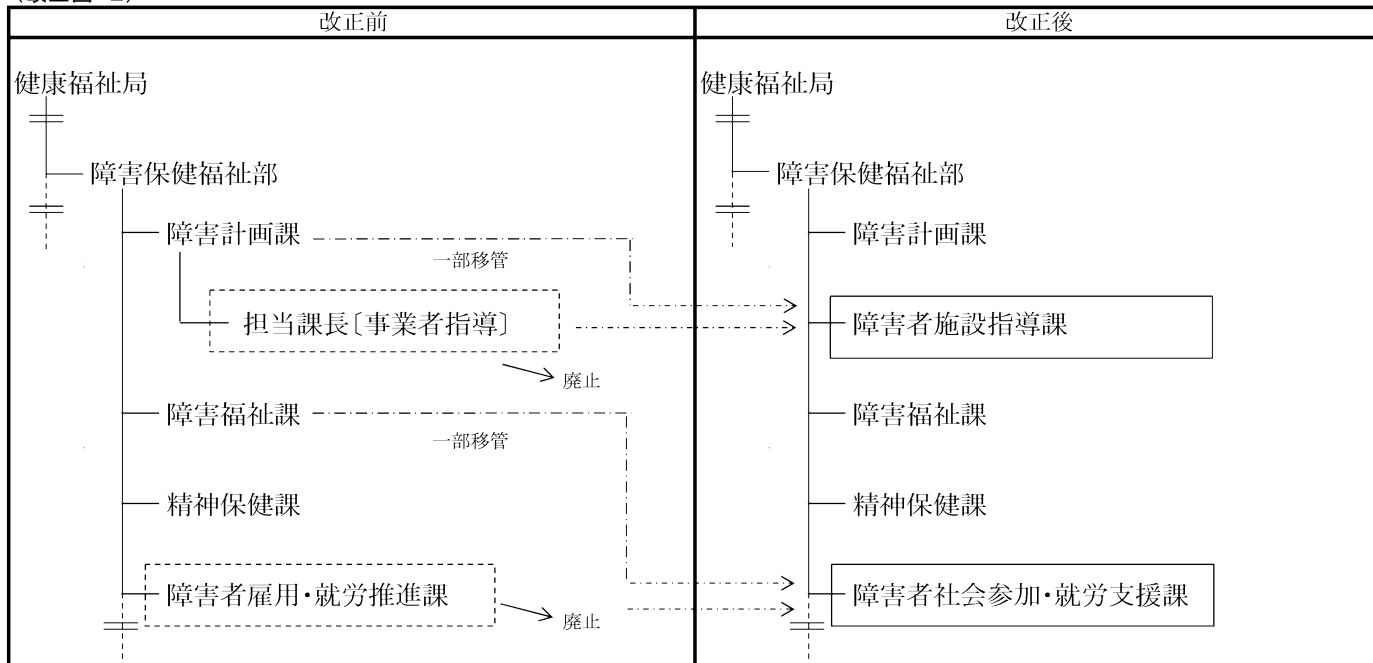 改正前
改正後
健康福祉局
障害保健福祉部
障害計画課
一部移管
担当課長〔事業者指導〕
廃止
障害福祉課
一部移管
精神保健課
障害者雇用・就労推進課
廃止
健康福祉局
障害保健福祉部
障害計画課
障害者施設指導課
障害福祉課
精神保健課
障害者社会参加・就労支援課